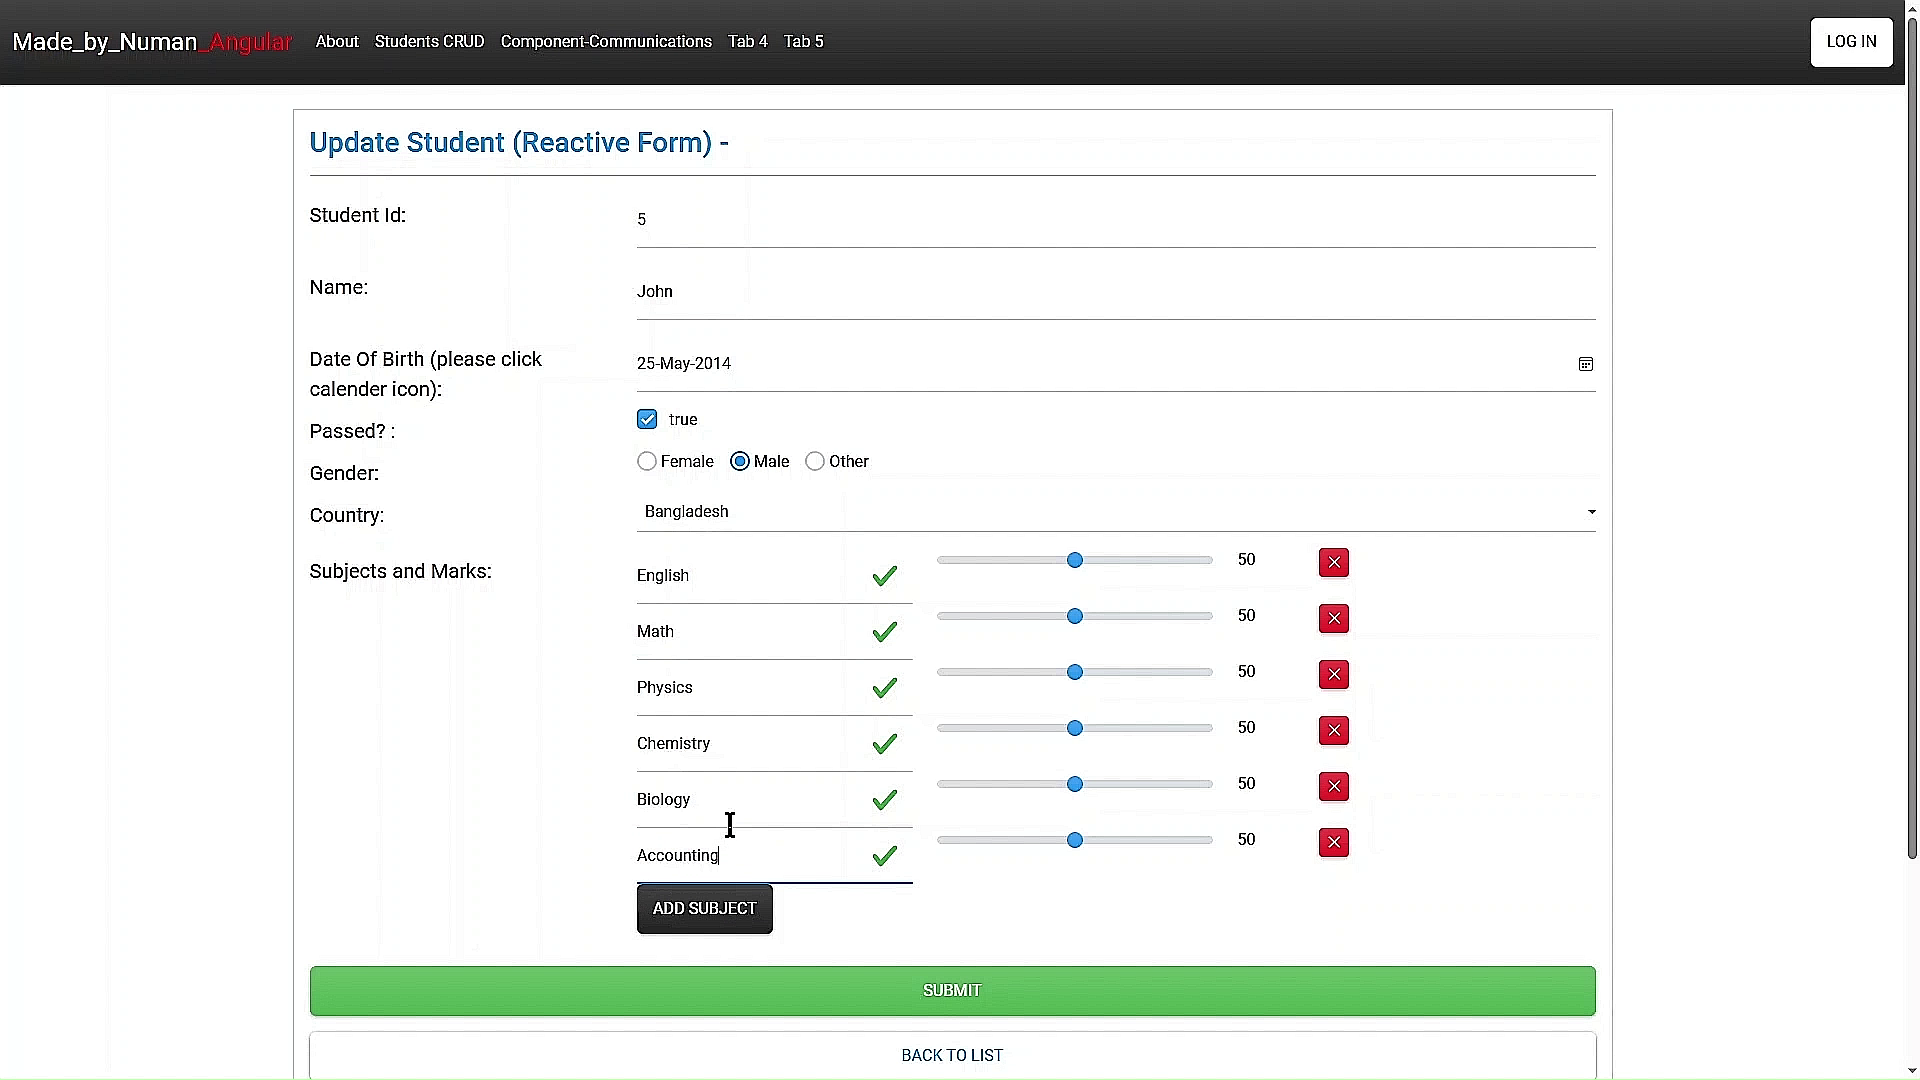 Made_by_Numan_Angular About Students CRUD Component-Communications Tab 4 Tab 5 LOG IN
Update Student (Reactive Form) -
Student Id: 5
Name: John
Date Of Birth (please click
calender icon): 25-May-2014
Passed? : true
Gender: Female Male Other
Country: Bangladesh
Subjects and Marks:
English 50
Math 50
Physics 50
Chemistry 50
Biology 50
Accounting 50
ADD SUBJECT
SUBMIT
BACK TO LIST